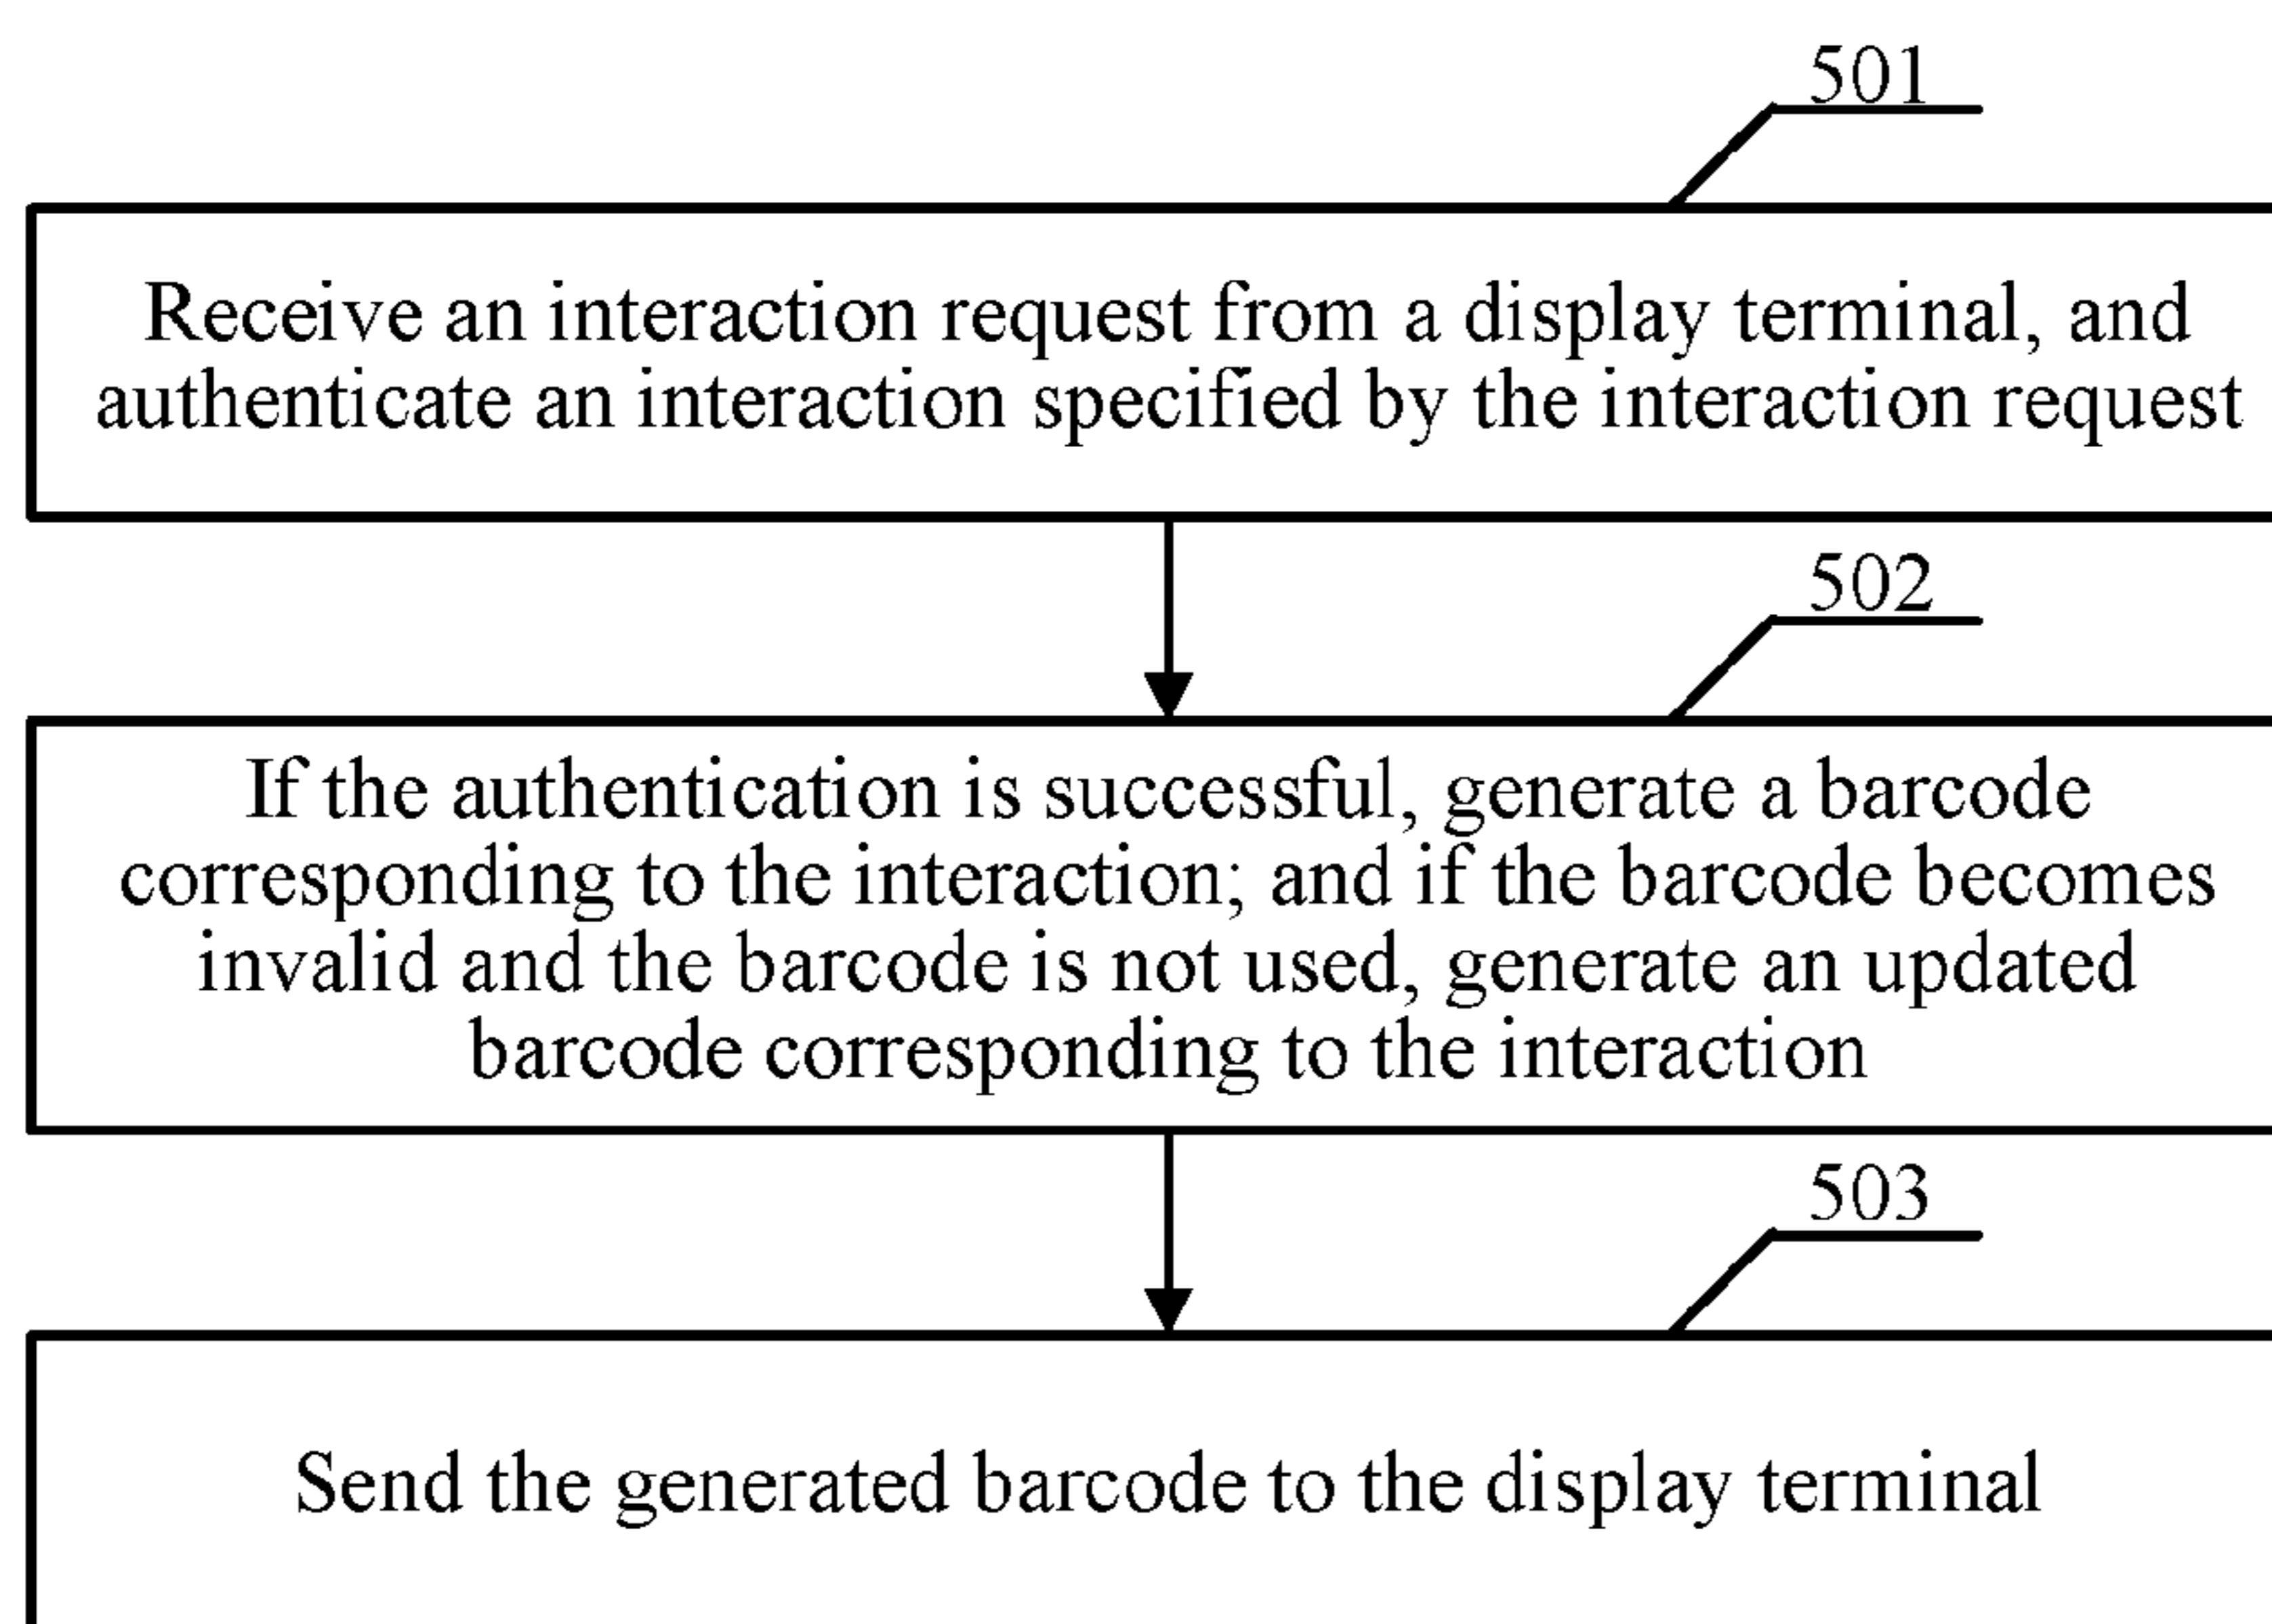 501
Receive an interaction request from a display terminal, and
authenticate an interaction specified by the interaction request
502
If the authentication is successful, generate a barcode
corresponding to the interaction; and if the barcode becomes
invalid and the barcode is not used, generate an updated
barcode corresponding to the interaction
503
Send the generated barcode to the display terminal